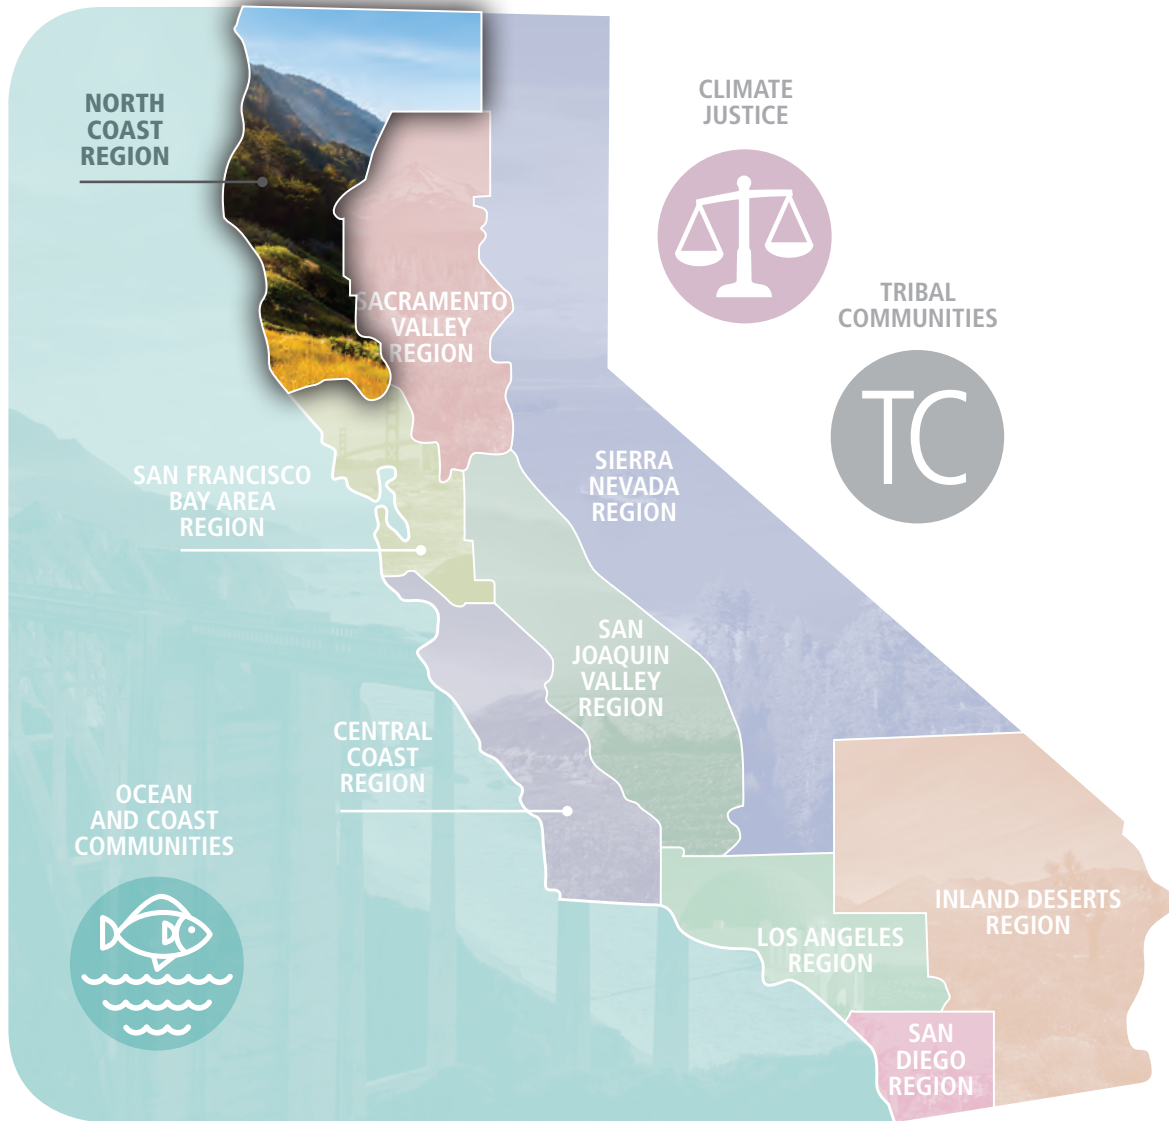 NORTH
COAST
REGION
CLIMATE
JUSTICE
TRIBAL
COMMUNITIES
TC
SACRAMENTO
VALLEY
REGION
SAN FRANCISCO
BAY AREA
REGION
SIERRA
NEVADA
REGION
SAN
JOAQUIN
VALLEY
REGION
CENTRAL
COAST
REGION
OCEAN
AND COAST
COMMUNITIES
INLAND DESERTS
REGION
LOS ANGELES
REGION
SAN
DIEGO
REGION